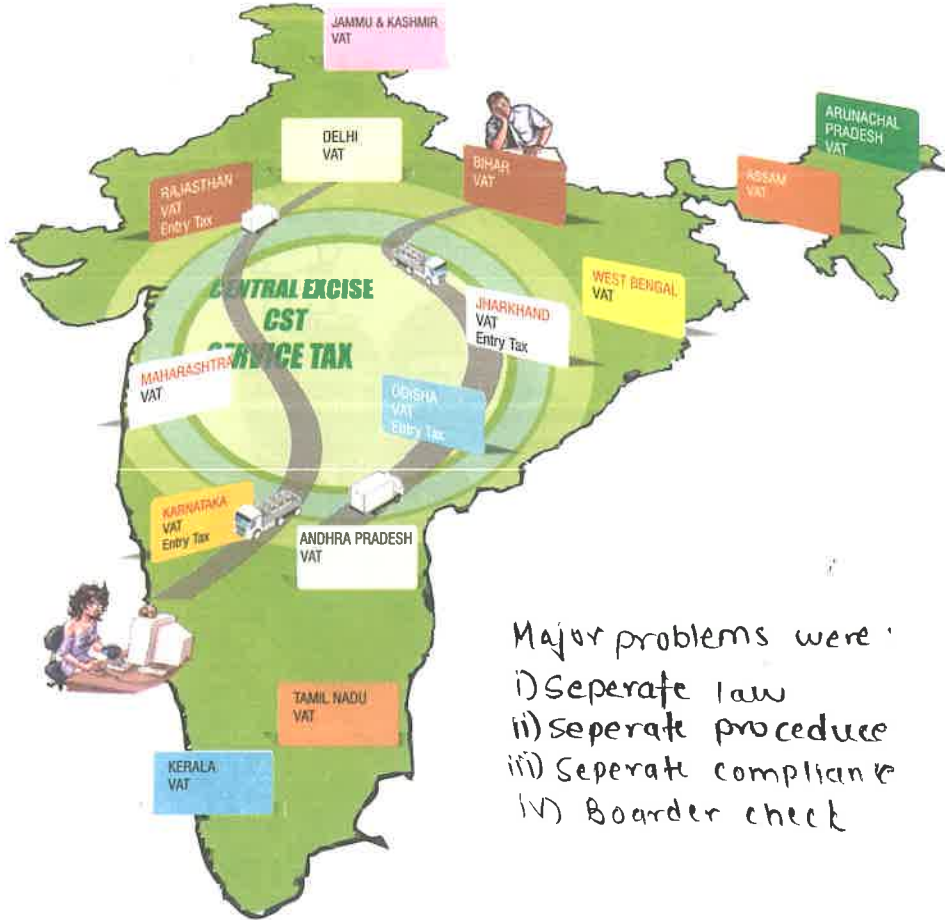 JAMMU & KASHMIR
VAT
DELHI
VAT
RAJASTHAN
VAT
Entry Tax
BIHAR
VAT
ARUNACHAL
PRADESH
VAT
ASSAM
VAT
CENTRAL EXCISE
CST
SERVICE TAX
WEST BENGAL
VAT
JHARKHAND
VAT
Entry Tax
MAHARASHTRA
VAT
ODISHA
VAT
Entry Tax
KARNATAKA
VAT
Entry Tax
ANDHRA PRADESH
VAT
TAMIL NADU
VAT
KERALA
VAT
Major problems were
i) Seperate law
ii) Seperate proceduce
iii) Seperate compliance
iv) Boarder check